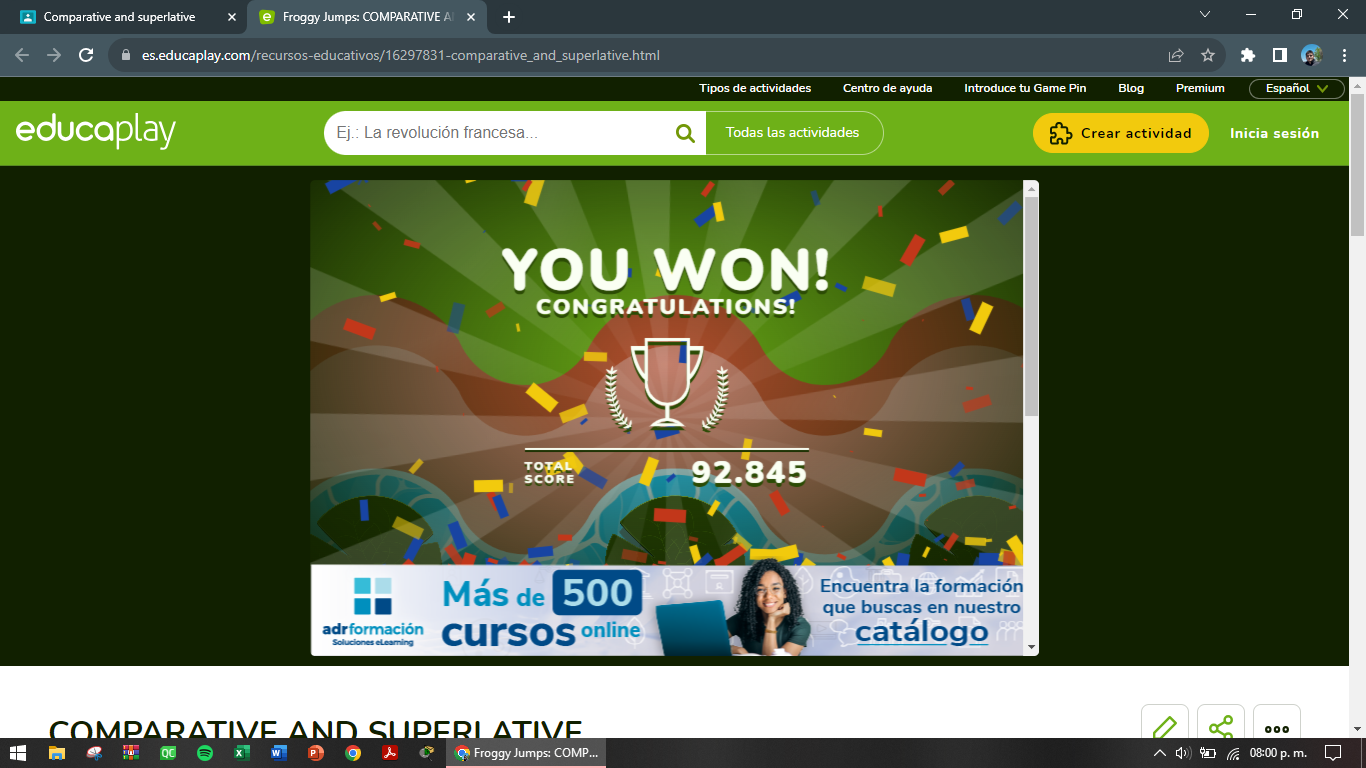 Comparative and superlative
Froggy Jumps: COMPARATIVE A
es.educaplay.com/recursos-educativos/16297831-comparative_and_superlative.html
Tipos de actividades
Centro de ayuda
Introduce tu Game Pin
Blog
Premium
Español
educaplay
Ej.: La revolución francesa...
Todas las actividades
Crear actividad
Inicia sesión
YOU WON!
CONGRATULATIONS!
TOTAL
SCORE
92.845
adrformación
Soluciones eLearning
Más de 500
cursos online
Encuentra la formación
que buscas en nuestro
catálogo
COMPARATIVE AND SUPERLATIVE
QC
Froggy Jumps: COMP...
08:00 p. m.